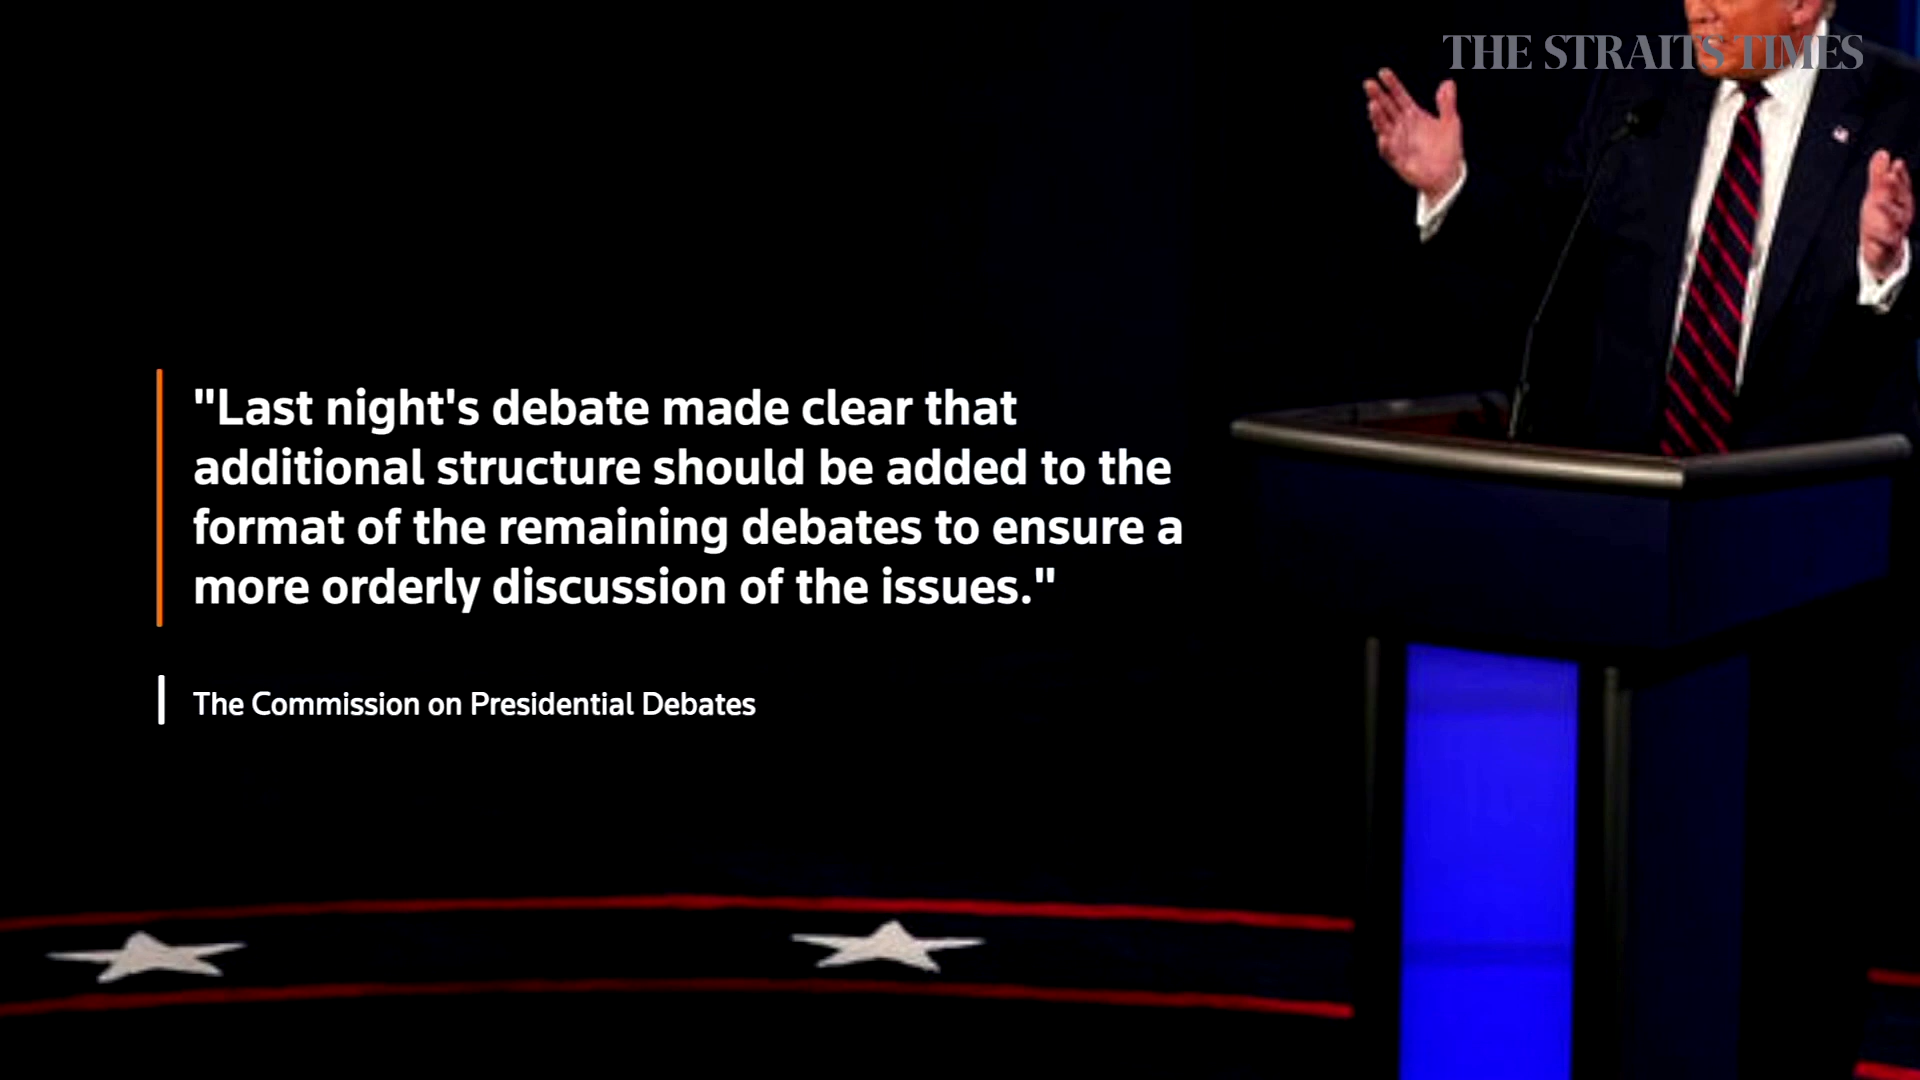 THE STRAITS TIMES
"Last night's debate made clear that
additional structure should be added to the
format of the remaining debates to ensure a
more orderly discussion of the issues."
The Commission on Presidential Debates